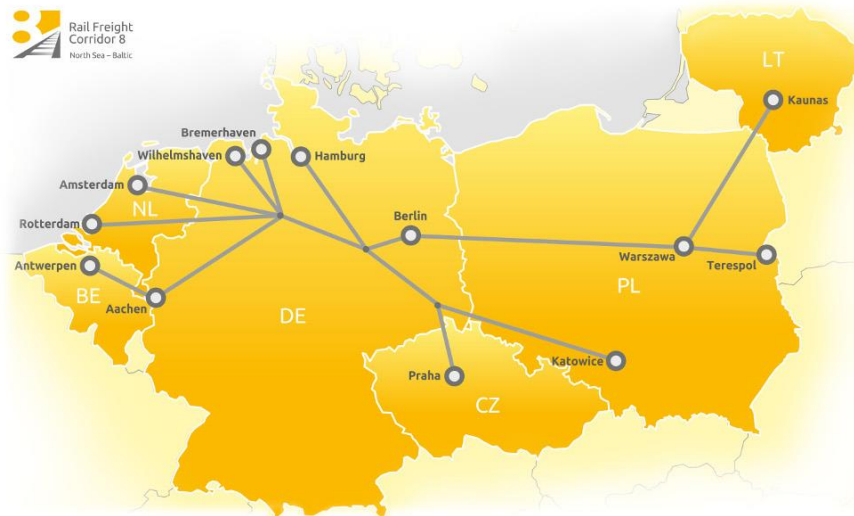 8
Rail Freight
Corridor 8
North Sea – Baltic
LT
Kaunas
Bremerhaven
Wilhelmshaven
Hamburg
Amsterdam
NL
Rotterdam
Berlin
Antwerpen
BE
Aachen
DE
Warszawa
Terespol
PL
Praha
Katowice
CZ